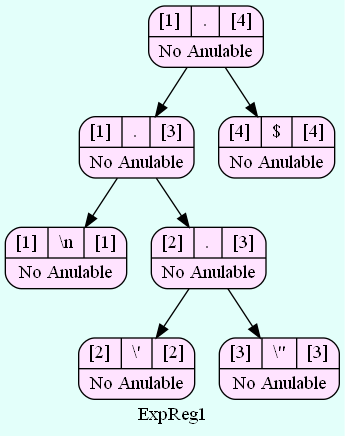 [1] . [4]
No Anulable
[1] . [3]
No Anulable
[4] $ [4]
No Anulable
[1] \n [1]
No Anulable
[2] . [3]
No Anulable
[2] \' [2]
No Anulable
[3] \" [3]
No Anulable
ExpReg1